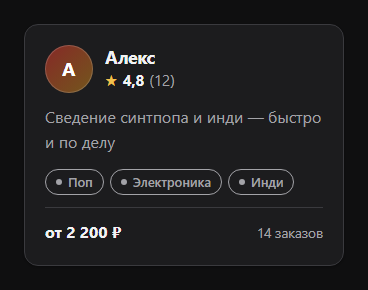 А
Алекс
★ 4,8 (12)
Сведение синтпопа и инди — быстро
и по делу
Поп
Электроника
Инди
от 2 200 ₽
14 заказов